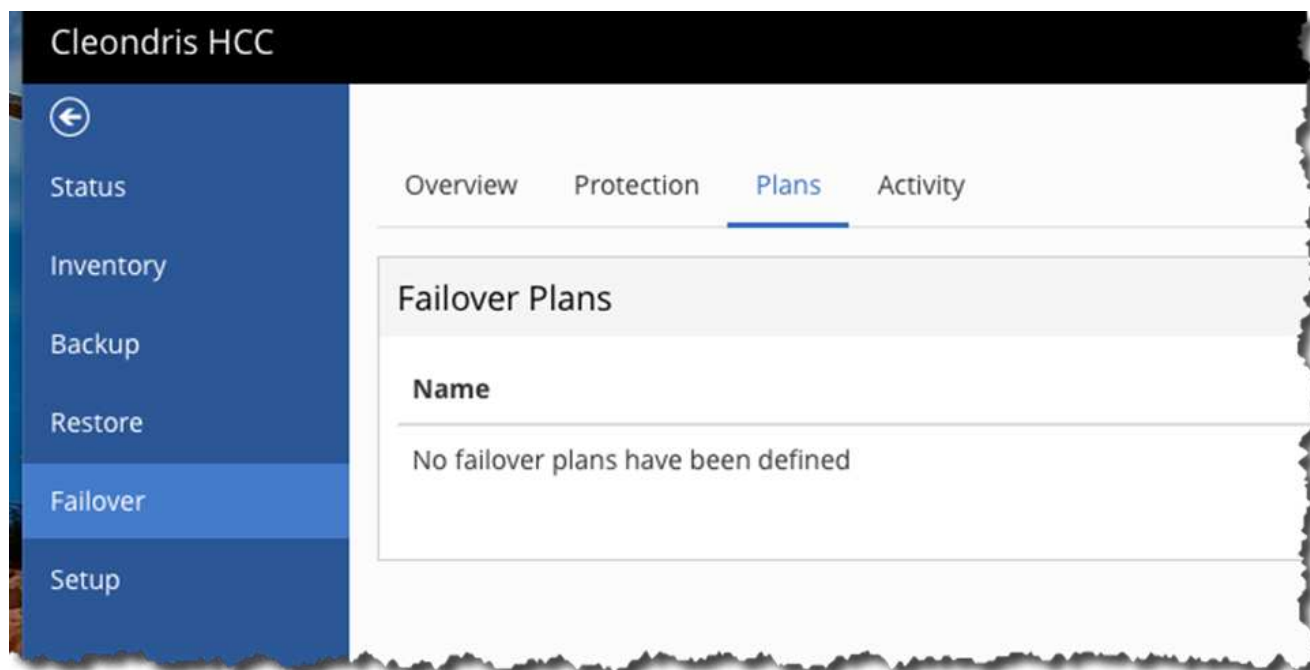 Cleondris HCC
Status
Inventory
Backup
Restore
Failover
Setup
Overview Protection Plans Activity
Failover Plans
Name
No failover plans have been defined